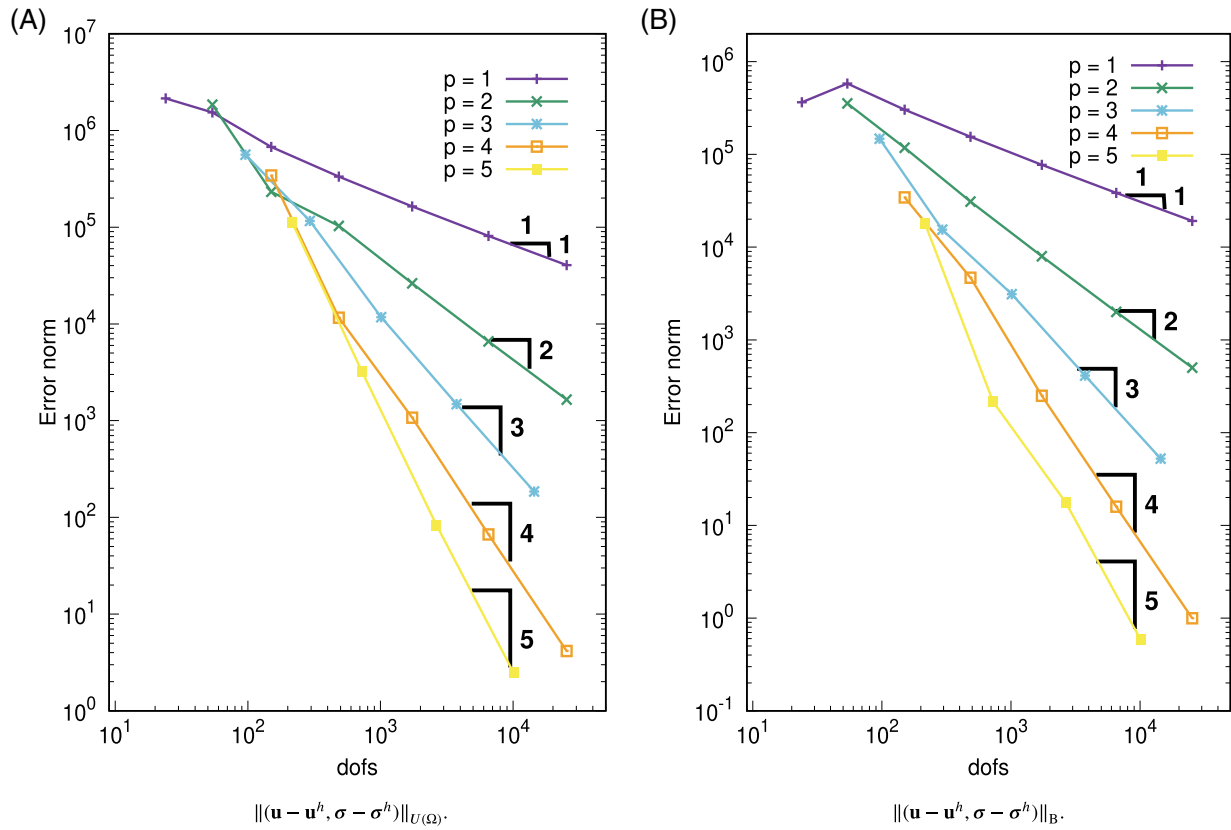 (A)
10^7
10^6
10^5
10^4
10^3
10^2
10^1
10^0
Error norm
p = 1
p = 2
p = 3
p = 4
p = 5
1
1
2
3
4
5
10^1
10^2
10^3
10^4
dofs
‖(𝐮 − 𝐮^h, 𝛔 − 𝛔^h)‖_{U(Ω)}.
(B)
10^6
10^5
10^4
10^3
10^2
10^1
10^0
10^-1
Error norm
p = 1
p = 2
p = 3
p = 4
p = 5
1
1
2
3
4
5
10^1
10^2
10^3
10^4
dofs
‖(𝐮 − 𝐮^h, 𝛔 − 𝛔^h)‖_B.